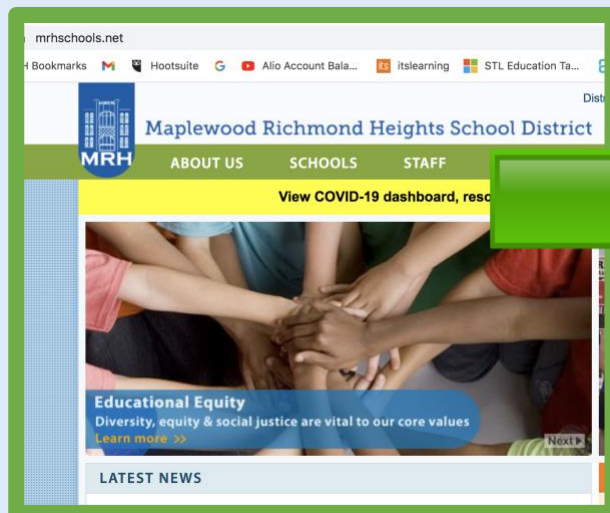 mrhschools.net
Bookmarks Hootsuite Alio Account Bala... its itslearning STL Education Ta...
Maplewood Richmond Heights School District
MRH ABOUT US SCHOOLS STAFF
View COVID-19 dashboard,
Educational Equity
Diversity, equity & social justice are vital to our core values
Learn more >>
Next
LATEST NEWS